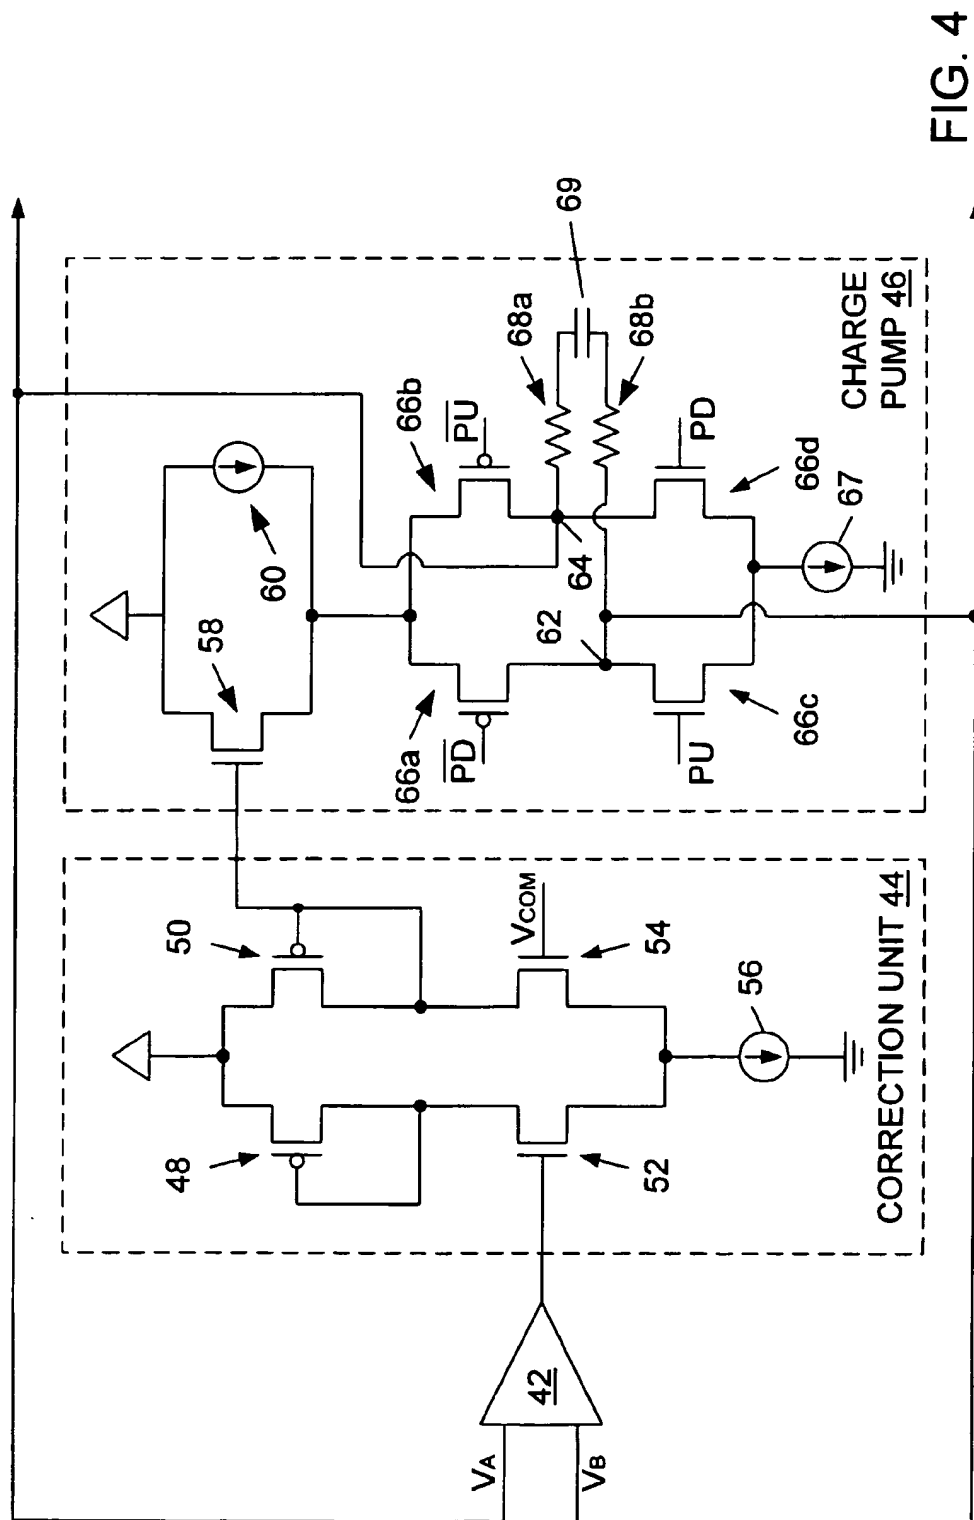 FIG. 4
69
68a
68b
66b
PU
60
58
64
62
PD
66d
67
66a
PD
PU
66c
CHARGE
PUMP 46
50
VCOM
54
56
48
52
CORRECTION UNIT 44
42
VA
VB